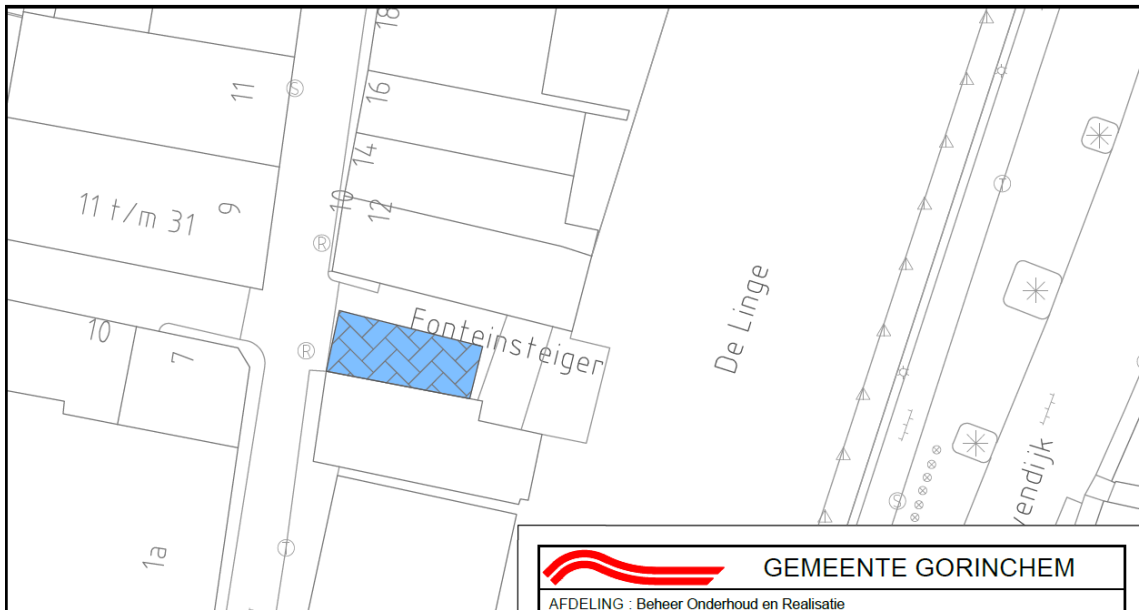 18
16
14
10
12
11
9
11 t/m 31
10
7
1a
Fonteinsteiger
De Linge
vendijk
S
R
R
T
T
S
GEMEENTE GORINCHEM
AFDELING : Beheer Onderhoud en Realisatie